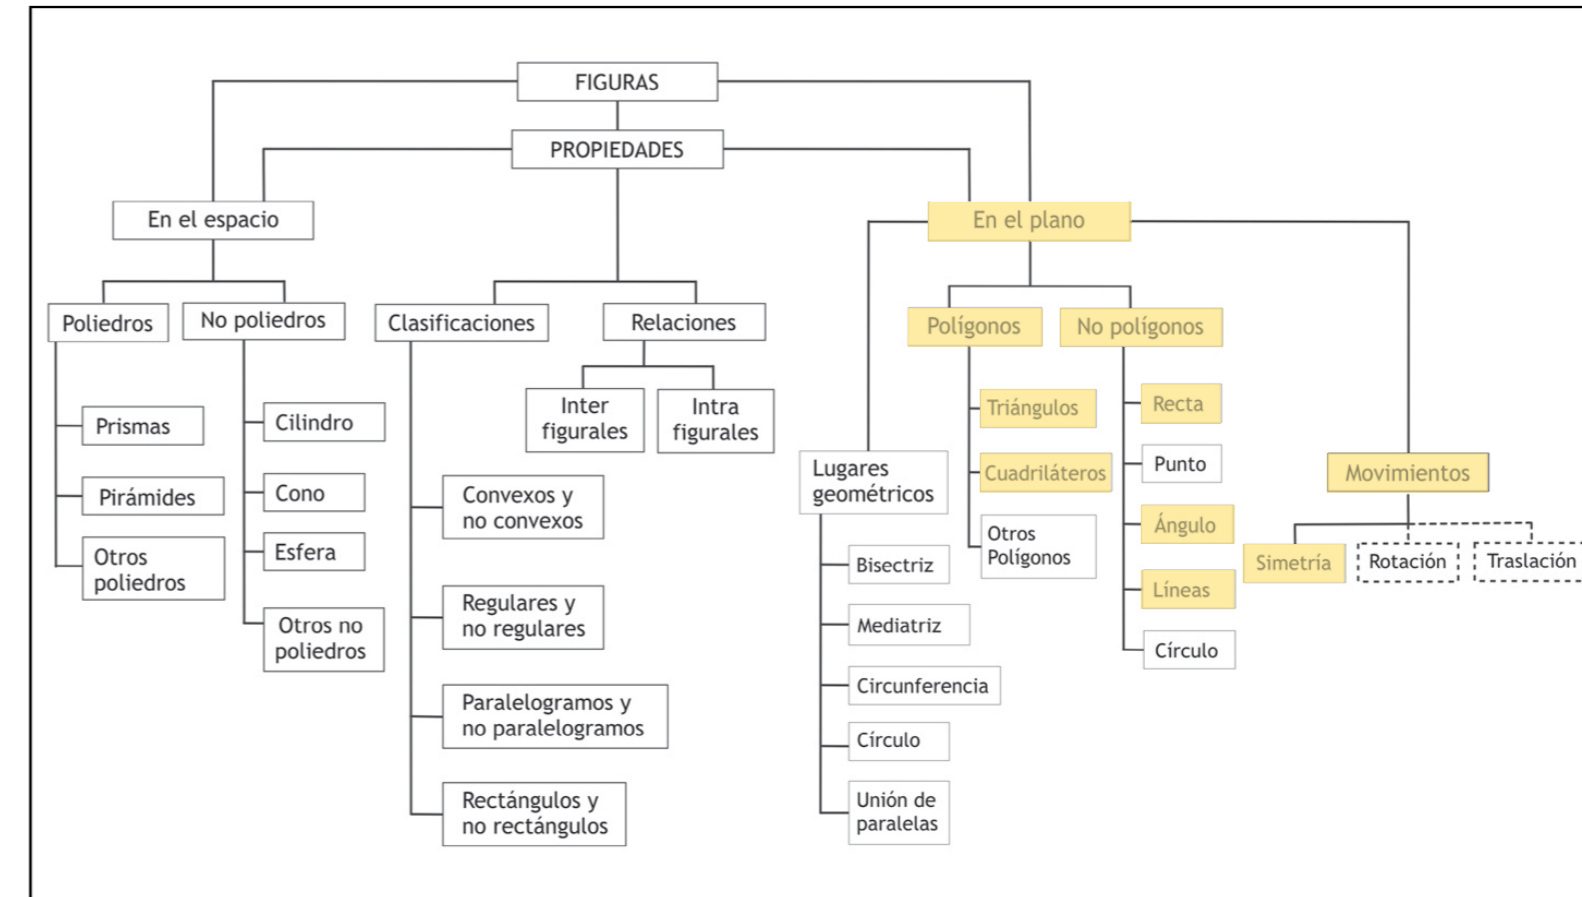 FIGURAS
PROPIEDADES
En el espacio
En el plano
Poliedros
No poliedros
Clasificaciones
Relaciones
Polígonos
No polígonos
Prismas
Pirámides
Otros
poliedros
Cilindro
Cono
Esfera
Otros no
poliedros
Convexos y
no convexos
Regulares y
no regulares
Paralelogramos y
no paralelogramos
Rectángulos y
no rectángulos
Inter
figurales
Intra
figurales
Lugares
geométricos
Bisectriz
Mediatriz
Circunferencia
Círculo
Unión de
paralelas
Triángulos
Cuadriláteros
Otros
Polígonos
Recta
Punto
Ángulo
Líneas
Círculo
Movimientos
Simetría
Rotación
Traslación